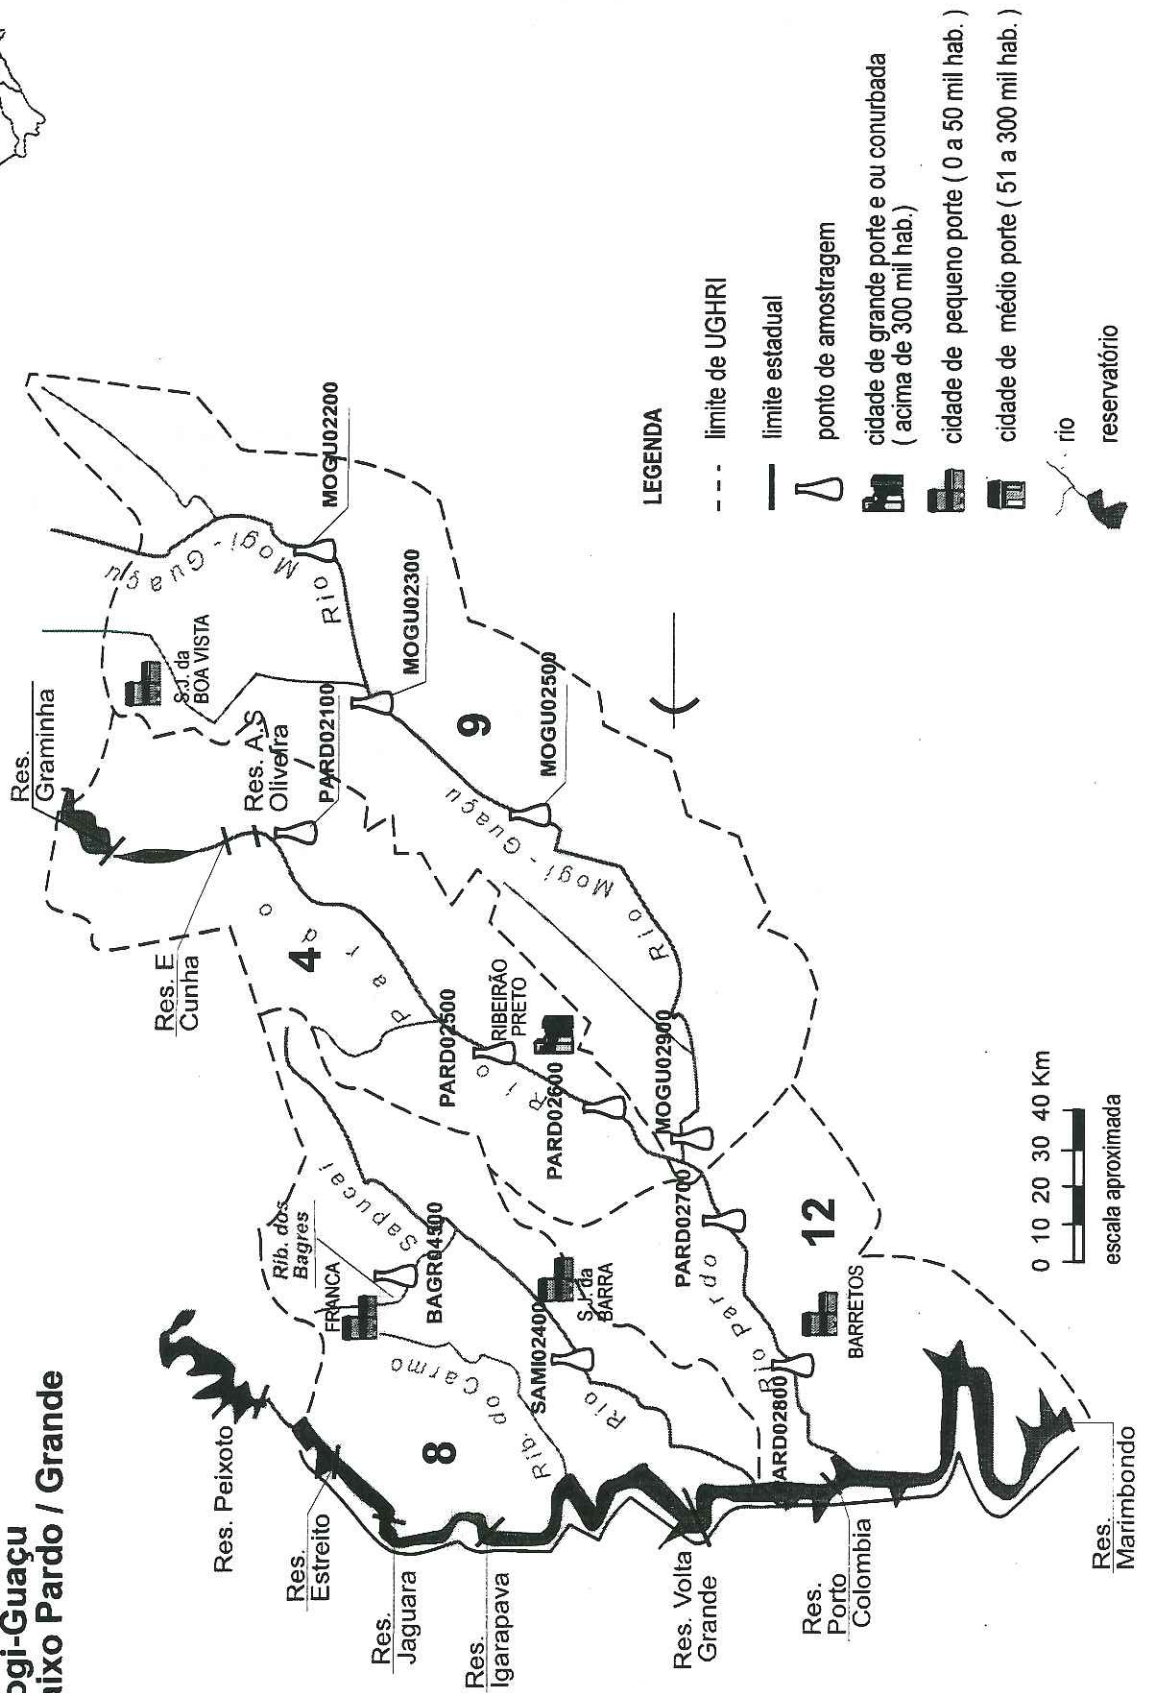 ogi-Guaçu
aixo Pardo / Grande
Res. Peixoto
Res.
Estreito
Res.
Jaguara
Res.
Igarapava
Res. Volta
Grande
Res.
Porto
Colombia
Res.
Marimbondo
8
Rib. do Carmo
FRANCA
Rib. dos
Bagres
BAGR04500
Rio Sapucaí
SAMI02400
S.J. da
BARRA
ARD02800
Rio Pardo
BARRETOS
12
PARD02700
Res. E
Cunha
4
Rio Pardo
PARD02500
RIBEIRÃO
PRETO
PARD02600
MOGU02900
Res.
Graminha
Res. A.S
Oliveira
PARD02100
S.J. da
BOA VISTA
Rio Mogi-Guaçu
9
Rio Mogi-Guaçu
MOGU02500
MOGU02300
MOGU02200
0 10 20 30 40 Km
escala aproximada
LEGENDA
limite de UGHRI
limite estadual
ponto de amostragem
cidade de grande porte e ou conurbada
( acima de 300 mil hab.)
cidade de pequeno porte ( 0 a 50 mil hab. )
cidade de médio porte ( 51 a 300 mil hab. )
rio
reservatório